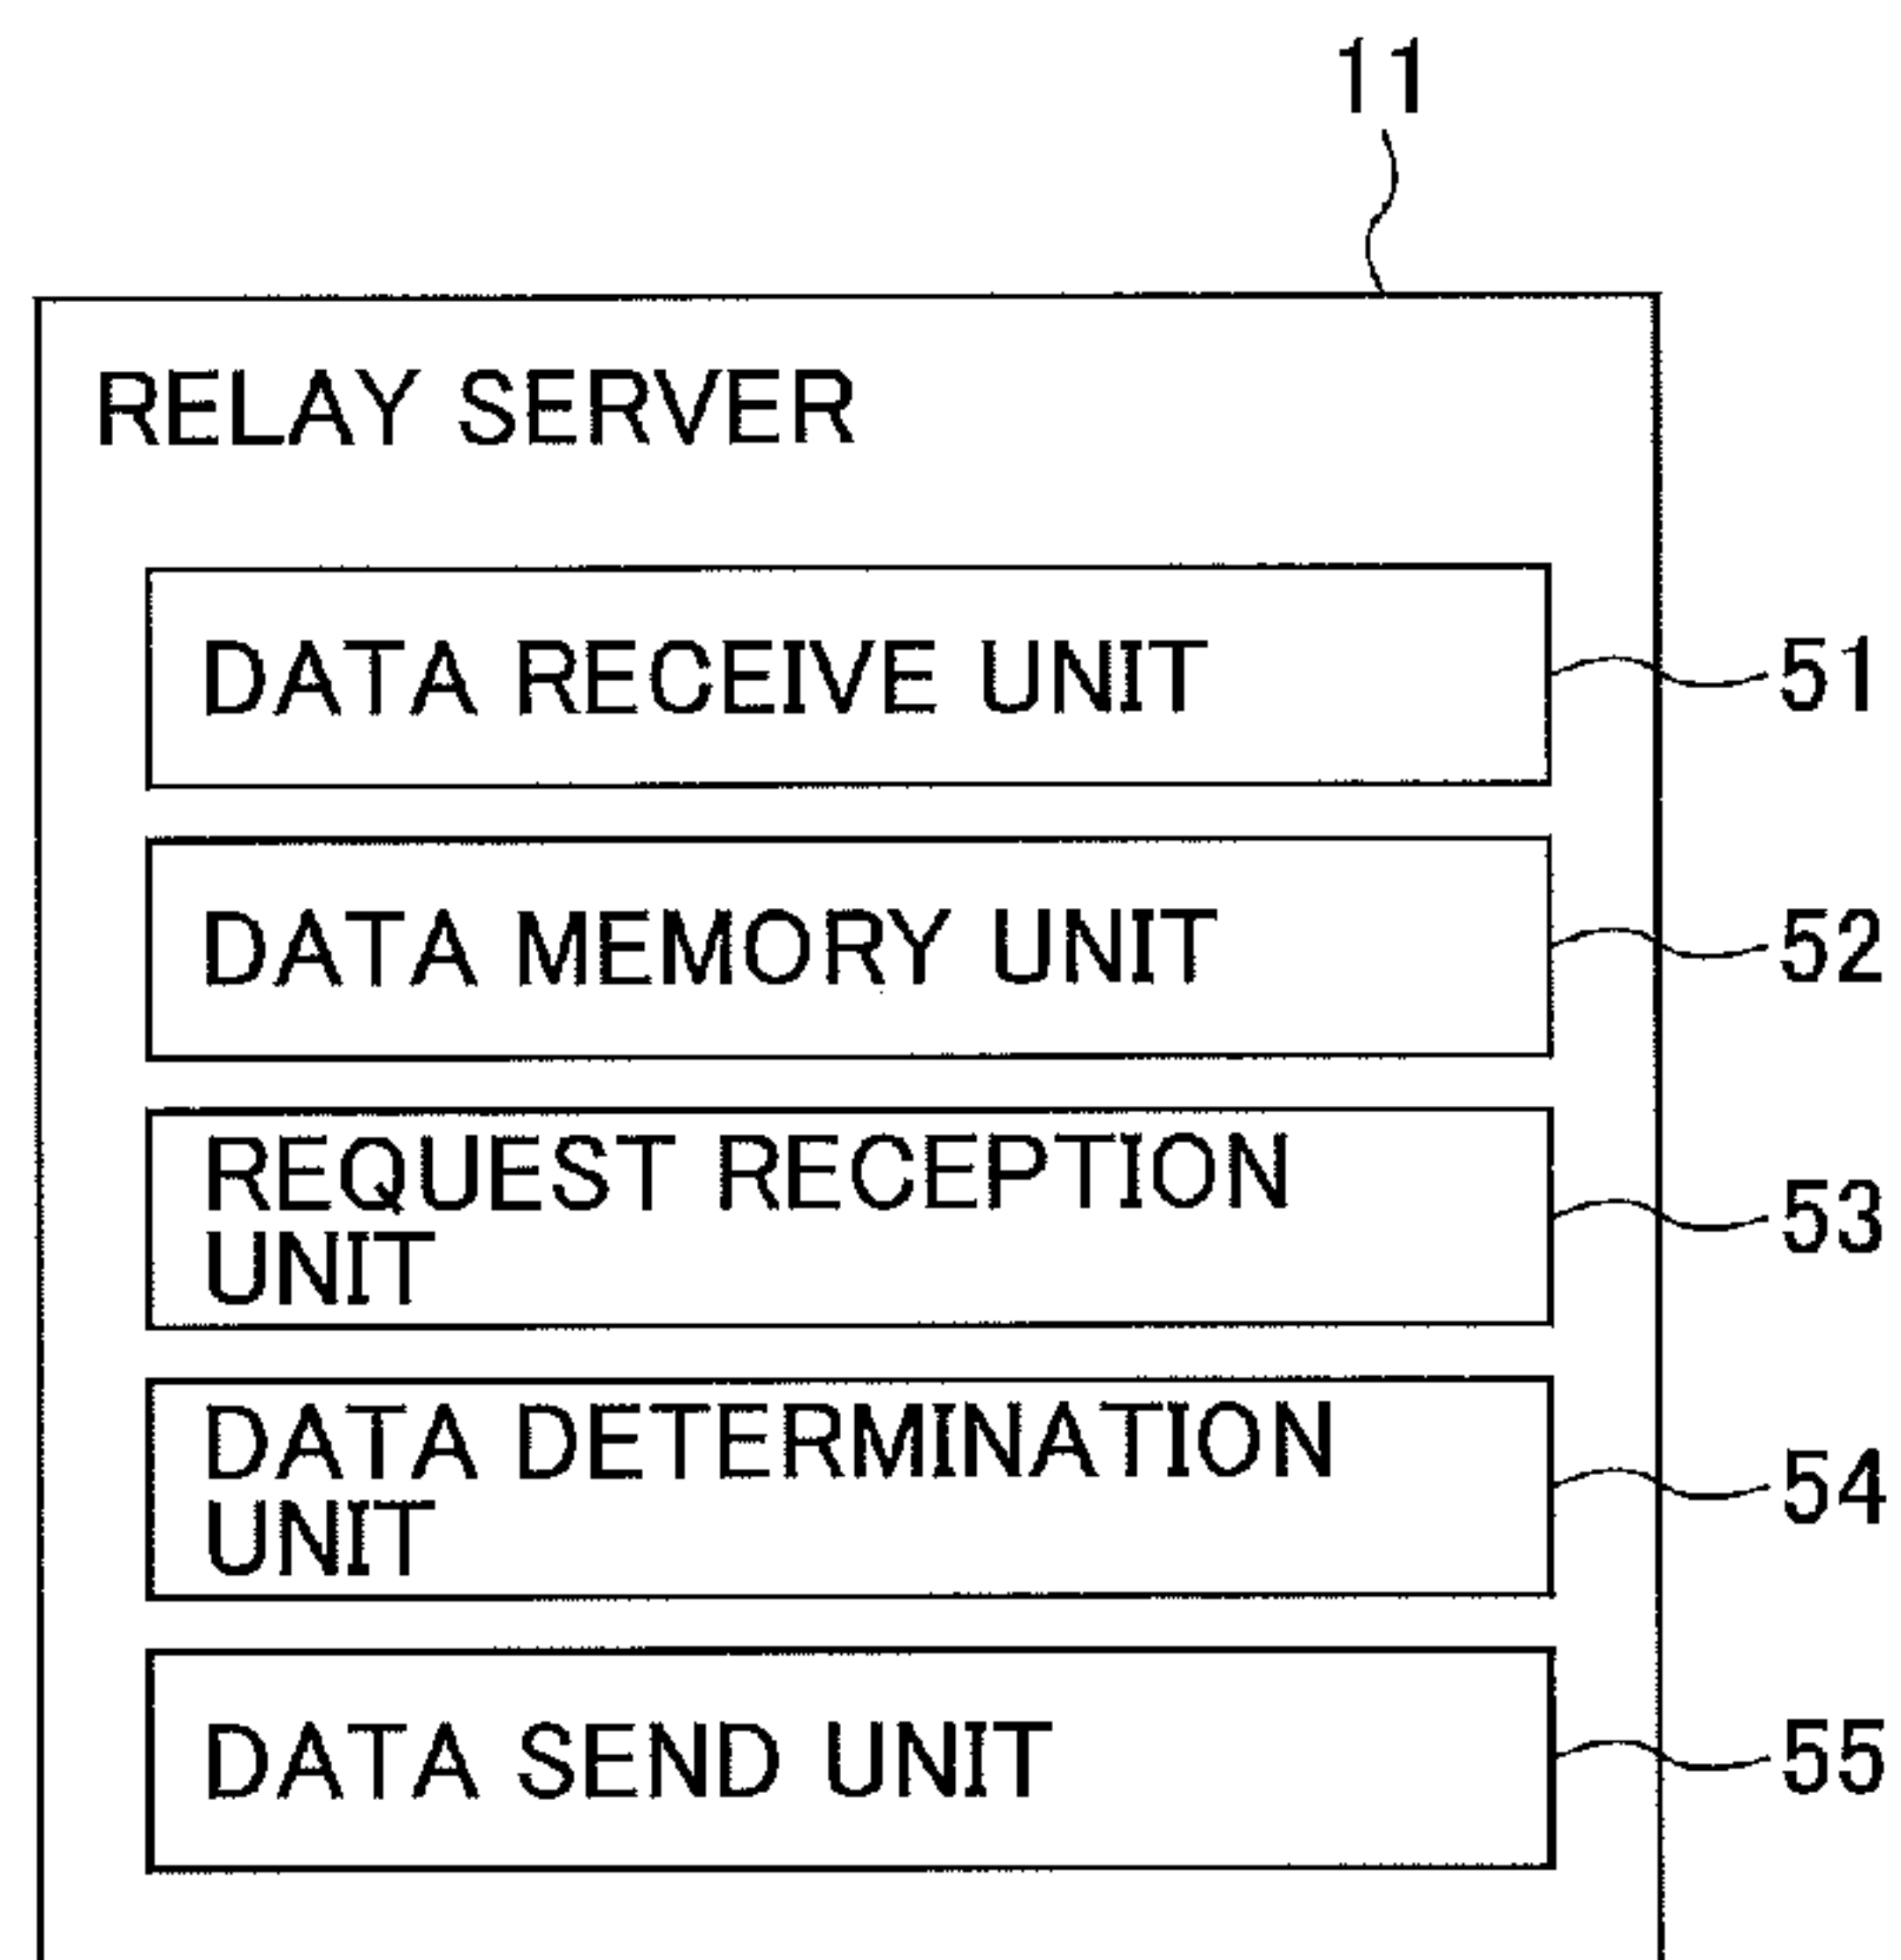 11
RELAY SERVER
DATA RECEIVE UNIT
51
DATA MEMORY UNIT
52
REQUEST RECEPTION
UNIT
53
DATA DETERMINATION
UNIT
54
DATA SEND UNIT
55